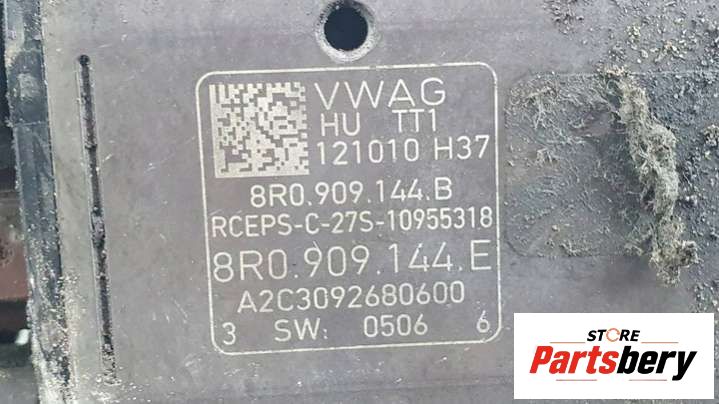 VWAG
HU TT1
121010 H37
8R0.909.144.B
RCEPS-C-27S-10955318
8R0.909.144.E
A2C3092680600
3 SW: 0506 6
STORE
Partsbery